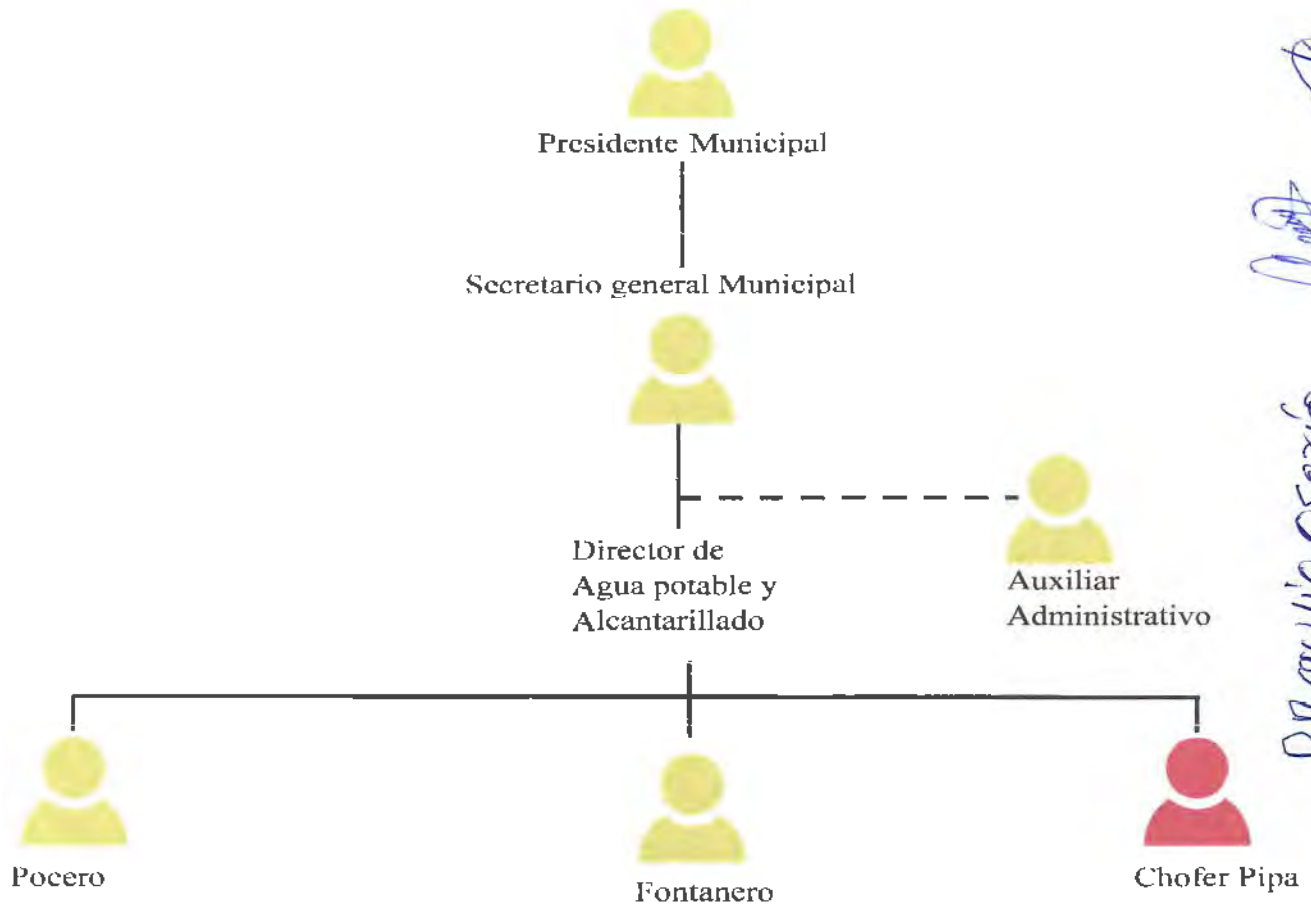 Presidente Municipal
Secretario general Municipal
Director de
Agua potable y
Alcantarillado
Auxiliar
Administrativo
Pocero
Fontanero
Chofer Pipa